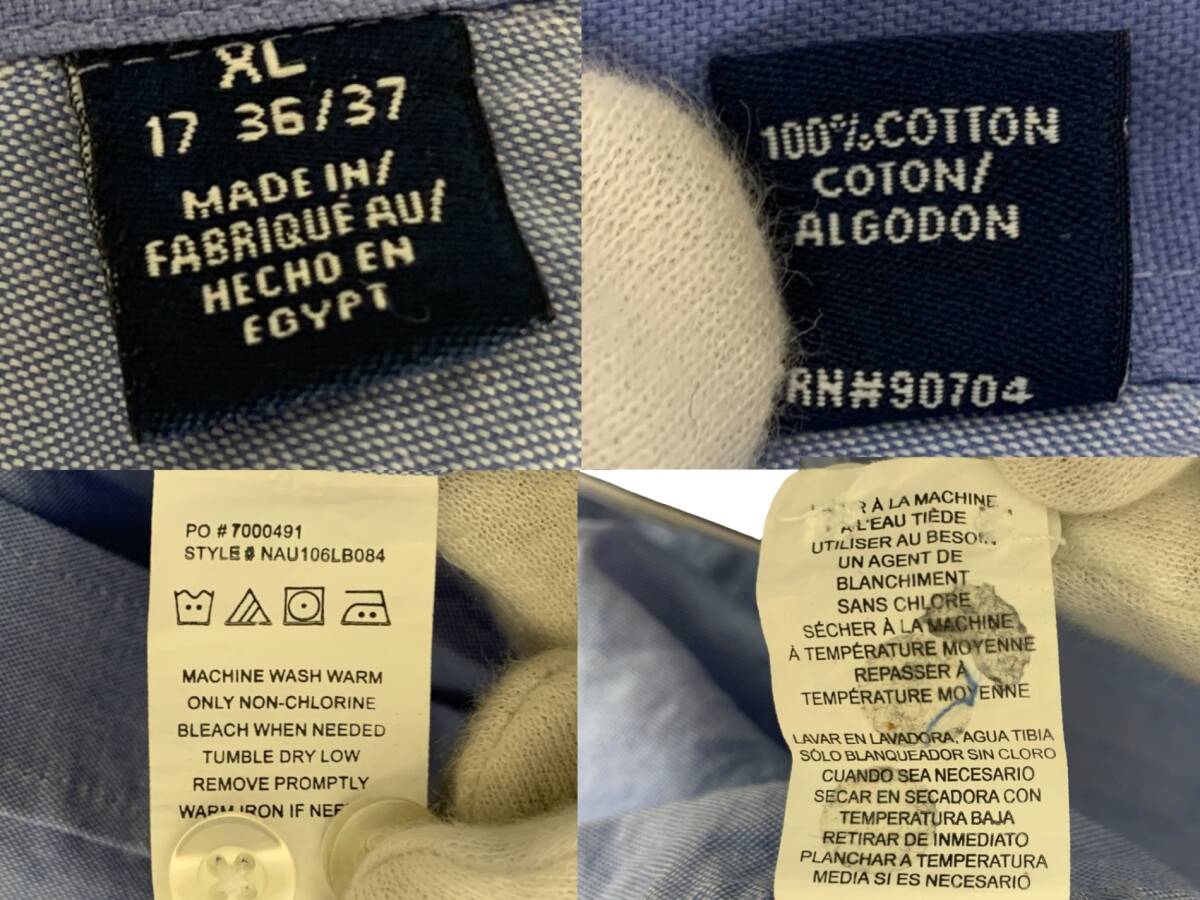 XL
17 36/37
MADE IN/
FABRIQUE AU/
HECHO EN
EGYPT
100% COTTON
COTON/
ALGODON
RN#90704
PO #7000491
STYLE# NAU106LB084
MACHINE WASH WARM
ONLY NON-CHLORINE
BLEACH WHEN NEEDED
TUMBLE DRY LOW
REMOVE PROMPTLY
WARM IRON IF
À LA MACHINE
À L'EAU TIÈDE
UTILISER AU BESOIN
UN AGENT DE
BLANCHIMENT
SANS CHLORE
SÉCHER À LA MACHINE
À TEMPÉRATURE MOYENNE
REPASSER À
TEMPÉRATURE MOYENNE
LAVAR EN LAVADORA, AGUA TIBIA
SÓLO BLANQUEADOR SIN CLORO
CUANDO SEA NECESARIO
SECAR EN SECADORA CON
TEMPERATURA BAJA
RETIRAR DE INMEDIATO
PLANCHAR A TEMPERATURA
MEDIA SI ES NECESARIO